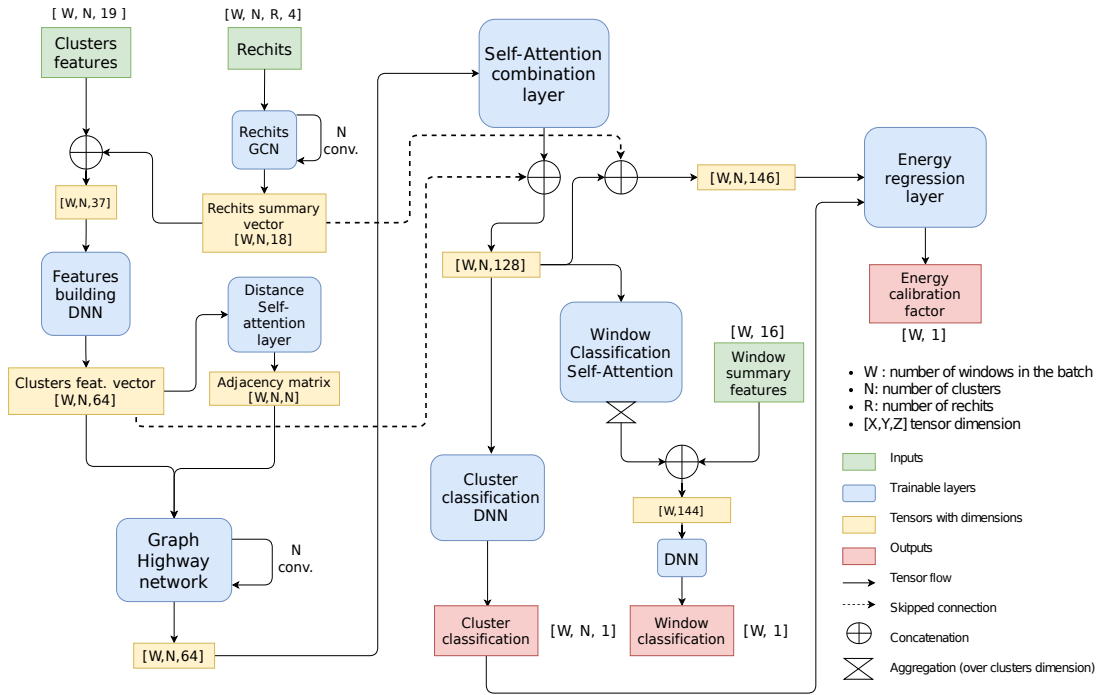 [ W, N, 19 ]
Clusters
features
[W, N, R, 4]
Rechits
Rechits
GCN
N
conv.
[W,N,37]
Rechits summary
vector
[W,N,18]
Features
building
DNN
Distance
Self-
attention
layer
Clusters feat. vector
[W,N,64]
Adjacency matrix
[W,N,N]
Graph
Highway
network
N
conv.
[W,N,64]
Self-Attention
combination
layer
[W,N,146]
Energy
regression
layer
[W,N,128]
Energy
calibration
factor
[W, 1]
Window
Classification
Self-Attention
[W, 16]
Window
summary
features
Cluster
classification
DNN
[W,144]
DNN
Cluster
classification
[W, N, 1]
Window
classification
[W, 1]
• W : number of windows in the batch
• N: number of clusters
• R: number of rechits
• [X,Y,Z] tensor dimension
Inputs
Trainable layers
Tensors with dimensions
Outputs
Tensor flow
Skipped connection
Concatenation
Aggregation (over clusters dimension)